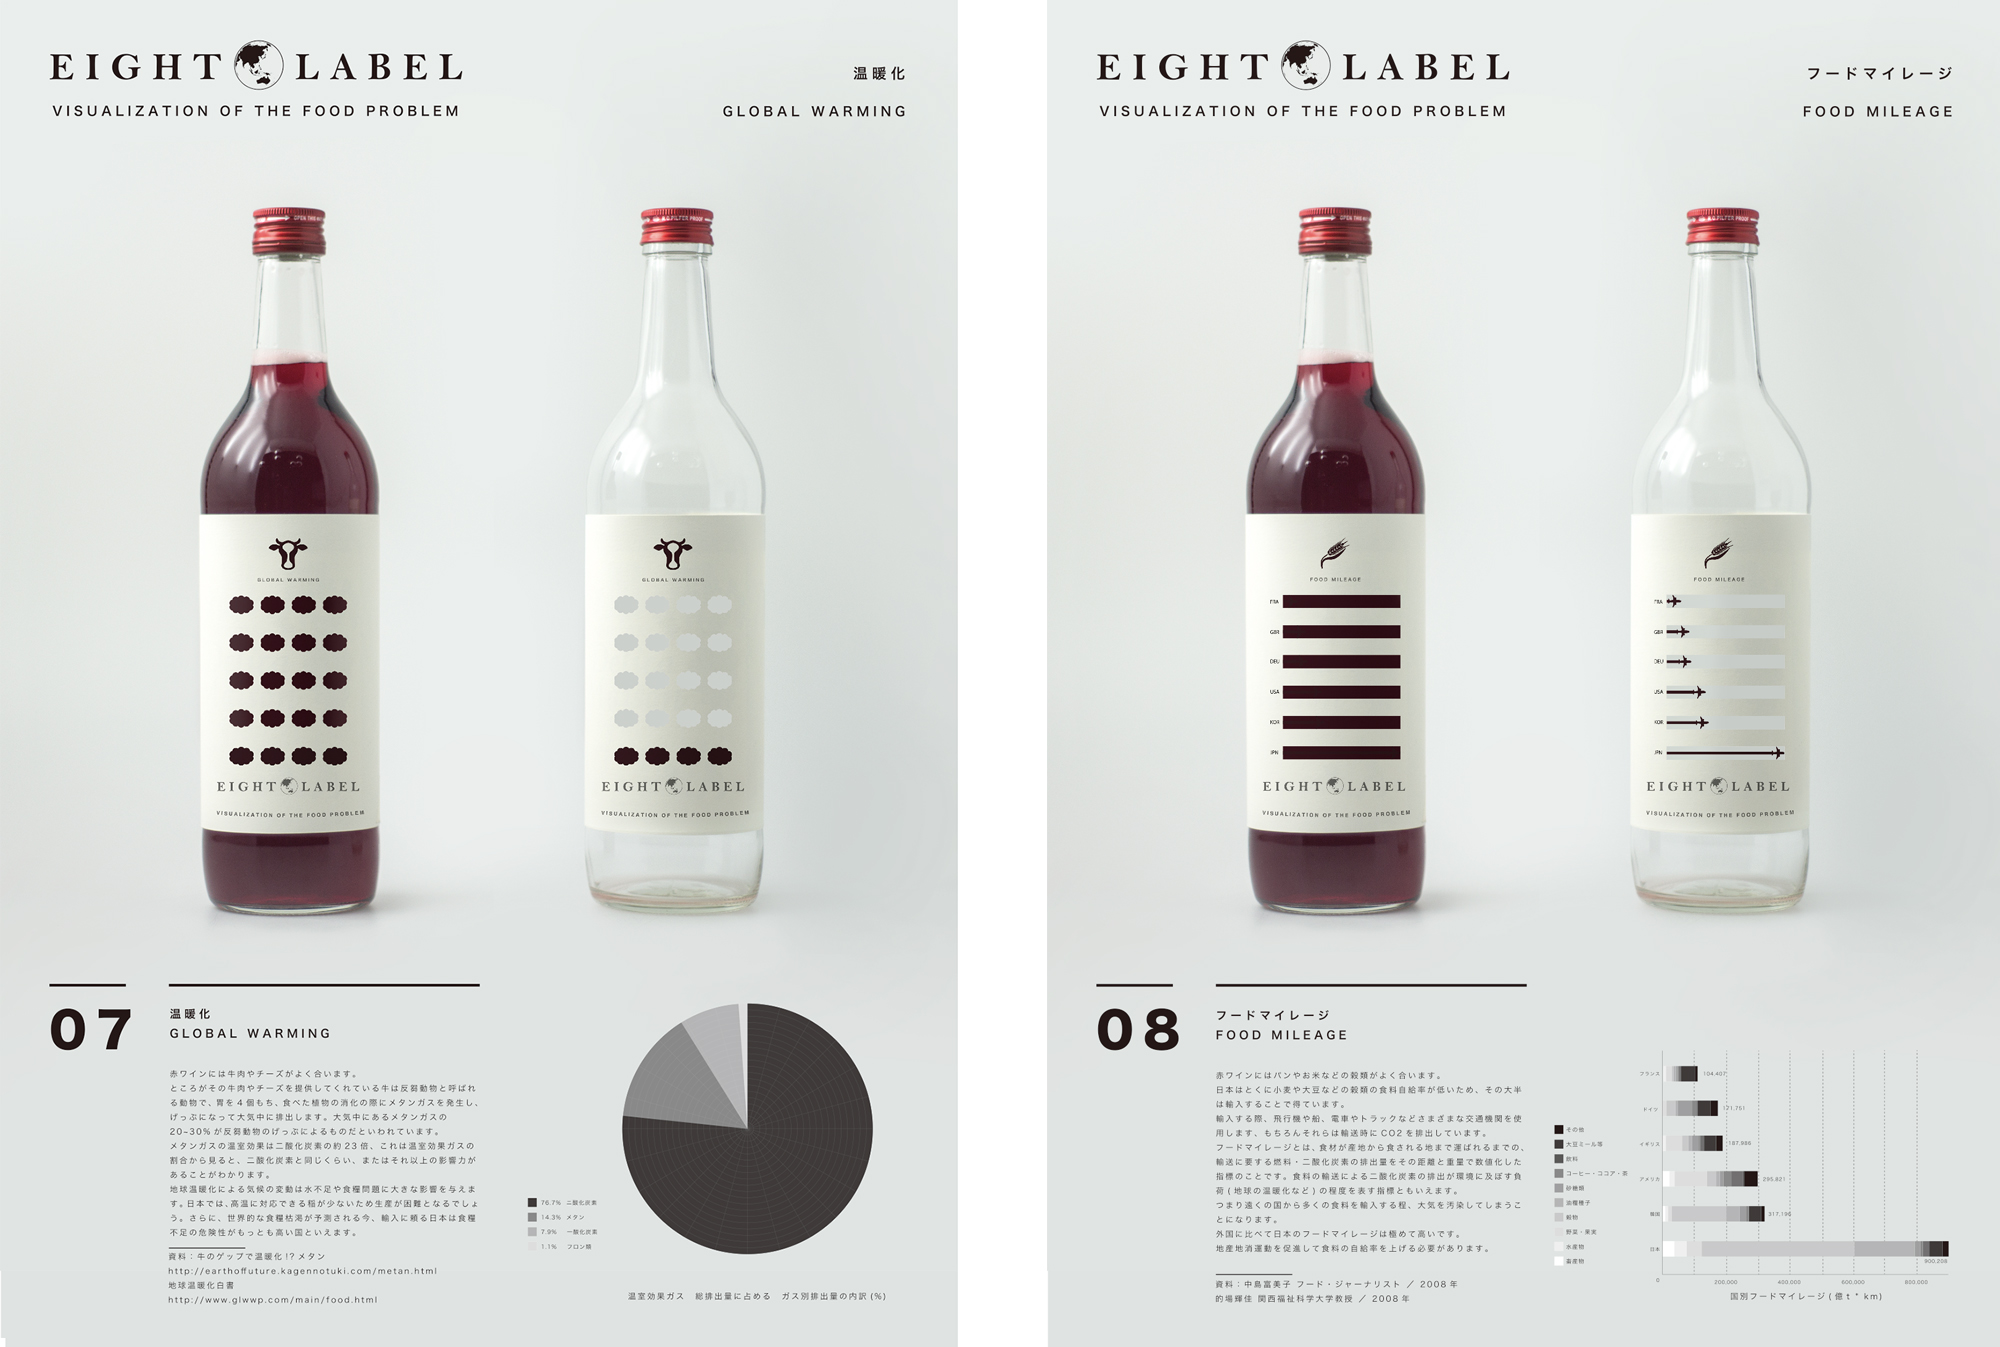 EIGHT LABEL
VISUALIZATION OF THE FOOD PROBLEM
温暖化
GLOBAL WARMING
OPEN THIS
R.G.FILTER PROOF
GLOBAL WARMING
EIGHT LABEL
VISUALIZATION OF THE FOOD PROBLEM
GLOBAL WARMING
EIGHT LABEL
VISUALIZATION OF THE FOOD PROBLEM
07
温暖化
GLOBAL WARMING
赤ワインには牛肉やチーズがよく合います。
ところがその牛肉やチーズを提供してくれている牛は反芻動物と呼ばれ
る動物で、胃を4個もち、食べた植物の消化の際にメタンガスを発生し、
げっぷになって大気中に排出します。大気中にあるメタンガスの
20-30%が反芻動物のげっぷによるものだといわれています。
メタンガスの温室効果は二酸化炭素の約23倍、これは温室効果ガスの
割合から見ると、二酸化炭素と同じくらい、またはそれ以上の影響力が
あることがわかります。
地球温暖化による気候の変動は水不足や食糧問題に大きな影響を与えま
す。日本では、高温に対応できる稲が少ないため生産が困難となるでしょ
う。さらに、世界的な食糧枯渇が予測される今、輸入に頼る日本は食糧
不足の危険性がもっとも高い国といえます。
資料：牛のゲップで温暖化!?メタン
http://earthoffuture.kagennotuki.com/metan.html
地球温暖化白書
http://www.glwwp.com/main/food.html
76.7% 二酸化炭素
14.3% メタン
7.9% 一酸化炭素
1.1% フロン類
温室効果ガス　総排出量に占める　ガス別排出量の内訳(%)
EIGHT LABEL
VISUALIZATION OF THE FOOD PROBLEM
フードマイレージ
FOOD MILEAGE
OPEN THIS
R.G.FILTER PROOF
FOOD MILEAGE
FRA
GBR
DEU
USA
KOR
JPN
EIGHT LABEL
VISUALIZATION OF THE FOOD PROBLEM
FOOD MILEAGE
FRA
GBR
DEU
USA
KOR
JPN
EIGHT LABEL
VISUALIZATION OF THE FOOD PROBLEM
08
フードマイレージ
FOOD MILEAGE
赤ワインにはパンやお米などの穀類がよく合います。
日本はとくに小麦や大豆などの穀類の食料自給率が低いため、その大半
は輸入することで得ています。
輸入する際、飛行機や船、電車やトラックなどさまざまな交通機関を使
用します、もちろんそれらは輸送時にCO2を排出しています。
フードマイレージとは、食材が産地から食される地まで運ばれるまでの、
輸送に要する燃料・二酸化炭素の排出量をその距離と重量で数値化した
指標のことです。食料の輸送による二酸化炭素の排出が環境に及ぼす負
荷(地球の温暖化など)の程度を表す指標ともいえます。
つまり遠くの国から多くの食料を輸入する程、大気を汚染してしまうこ
とになります。
外国に比べて日本のフードマイレージは極めて高いです。
地産地消運動を促進して食料の自給率を上げる必要があります。
資料：中島富美子 フード・ジャーナリスト ／ 2008年
的場輝佳 関西福祉科学大学教授 ／ 2008年
その他
大豆ミール等
飲料
コーヒー・ココア・茶
砂糖類
油糧種子
穀物
野菜・果実
水産物
畜産物
フランス 104,407
ドイツ 171,751
イギリス 187,986
アメリカ 295,821
韓国 317,196
日本 900,208
0 200,000 400,000 600,000 800,000
国別フードマイレージ(億t * km)